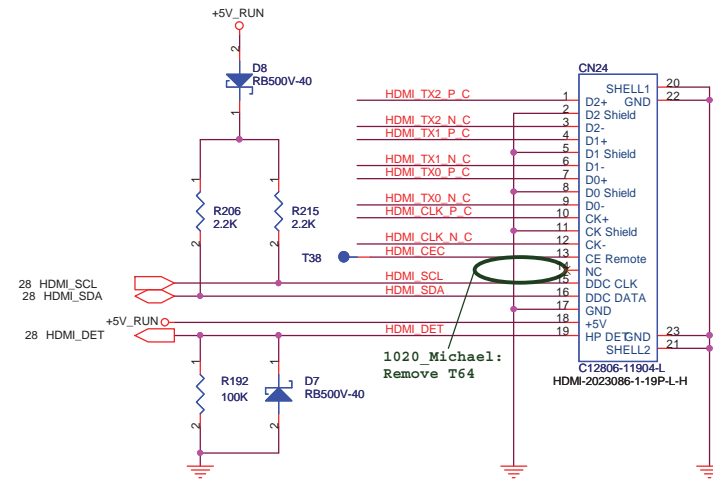 +5V_RUN
2
D8
RB500V-40
1
CN24
SHELL1 20
GND 22
HDMI_TX2_P_C 1 D2+
2 D2 Shield
HDMI_TX2_N_C 3 D2-
HDMI_TX1_P_C 4 D1+
5 D1 Shield
HDMI_TX1_N_C 6 D1-
HDMI_TX0_P_C 7 D0+
8 D0 Shield
HDMI_TX0_N_C 9 D0-
HDMI_CLK_P_C 10 CK+
11 CK Shield
HDMI_CLK_N_C 12 CK-
T38 HDMI_CEC 13 CE Remote
14 NC
1 1
R206 R215
2.2K 2.2K
2 2
28 HDMI_SCL HDMI_SCL 15 DDC CLK
28 HDMI_SDA HDMI_SDA 16 DDC DATA
17 GND
+5V_RUN 18 +5V
28 HDMI_DET HDMI_DET 19 HP DET
GND 23
SHELL2 21
1020_Michael:
Remove T64
C12806-11904-L
HDMI-2023086-1-19P-L-H
1 1
R192 D7
100K RB500V-40
2 2